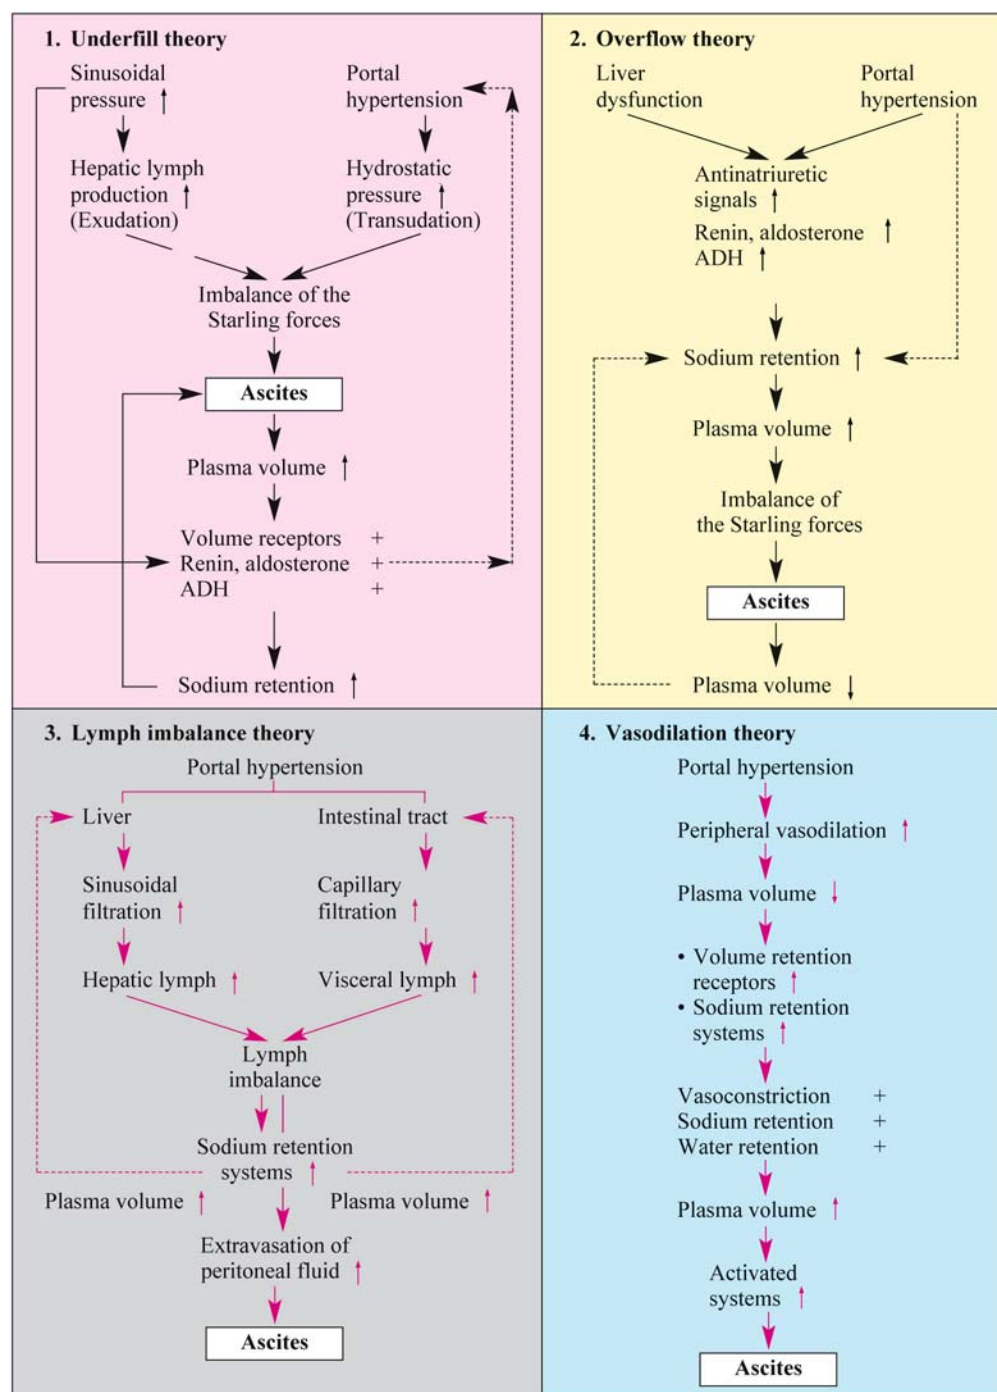 1. Underfill theory
Sinusoidal
pressure ↑
Portal
hypertension
Hepatic lymph
production ↑
(Exudation)
Hydrostatic
pressure ↑
(Transudation)
Imbalance of the
Starling forces
Ascites
Plasma volume ↑
Volume receptors +
Renin, aldosterone +
ADH +
Sodium retention ↑
2. Overflow theory
Liver
dysfunction
Portal
hypertension
Antinatriuretic
signals ↑
Renin, aldosterone ↑
ADH ↑
Sodium retention ↑
Plasma volume ↑
Imbalance of
the Starling forces
Ascites
Plasma volume ↓
3. Lymph imbalance theory
Portal hypertension
Liver
Intestinal tract
Sinusoidal
filtration ↑
Capillary
filtration ↑
Hepatic lymph ↑
Visceral lymph ↑
Lymph
imbalance
Sodium retention
systems ↑
Plasma volume ↑
Plasma volume ↑
Extravasation of
peritoneal fluid ↑
Ascites
4. Vasodilation theory
Portal hypertension
Peripheral vasodilation ↑
Plasma volume ↓
• Volume retention
receptors ↑
• Sodium retention
systems ↑
Vasoconstriction +
Sodium retention +
Water retention +
Plasma volume ↑
Activated
systems ↑
Ascites